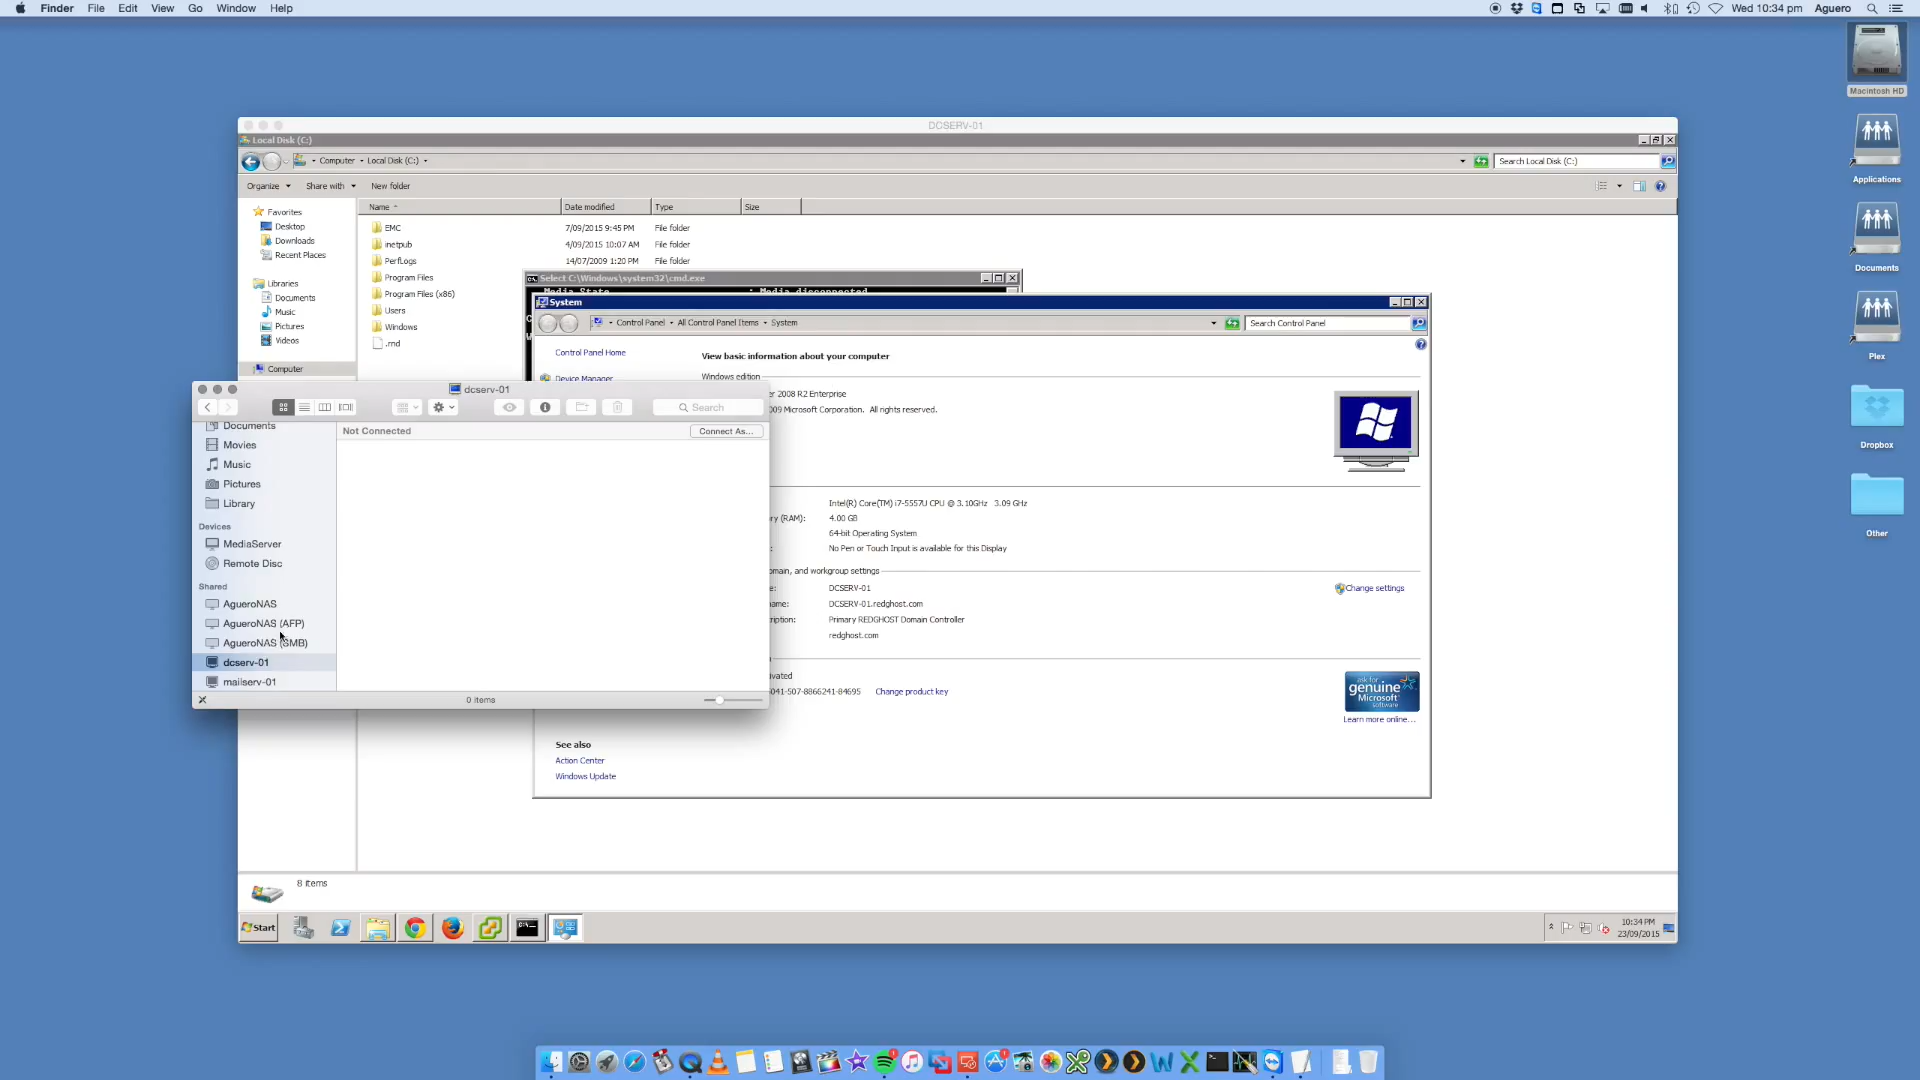 Finder File Edit View Go Window Help
Wed 10:34 pm Aguero
Macintosh HD
Applications
Documents
Plex
Dropbox
Other
DCSERV-01
Local Disk (C:)
Computer Local Disk (C:)
Search Local Disk (C:)
Organize Share with New folder
Name Date modified Type Size
Favorites
Desktop
Downloads
Recent Places
Libraries
Documents
Music
Pictures
Videos
Computer
EMC 7/09/2015 9:45 PM File folder
inetpub 4/09/2015 10:07 AM File folder
PerfLogs 14/07/2009 1:20 PM File folder
Program Files
Program Files (x86)
Users
Windows
.rnd
Select C:\Windows\system32\cmd.exe
Media State : Media disconnected
System
Control Panel All Control Panel Items System
Search Control Panel
Control Panel Home
Device Manager
View basic information about your computer
Windows edition
2008 R2 Enterprise
Microsoft Corporation. All rights reserved.
Intel(R) Core(TM) i7-5557U CPU @ 3.10GHz 3.09 GHz
(RAM): 4.00 GB
64-bit Operating System
No Pen or Touch Input is available for this Display
and workgroup settings
DCSERV-01 Change settings
name: DCSERV-01.redghost.com
Primary REDGHOST Domain Controller
redghost.com
041-507-8866241-84695 Change product key
ask for
genuine
Microsoft
software
Learn more online...
See also
Action Center
Windows Update
dcserv-01
Search
Not Connected Connect As...
Documents
Movies
Music
Pictures
Library
Devices
MediaServer
Remote Disc
Shared
AgueroNAS
AgueroNAS (AFP)
AgueroNAS (SMB)
dcserv-01
mailserv-01
0 items
8 items
Start
10:34 PM
23/09/2015